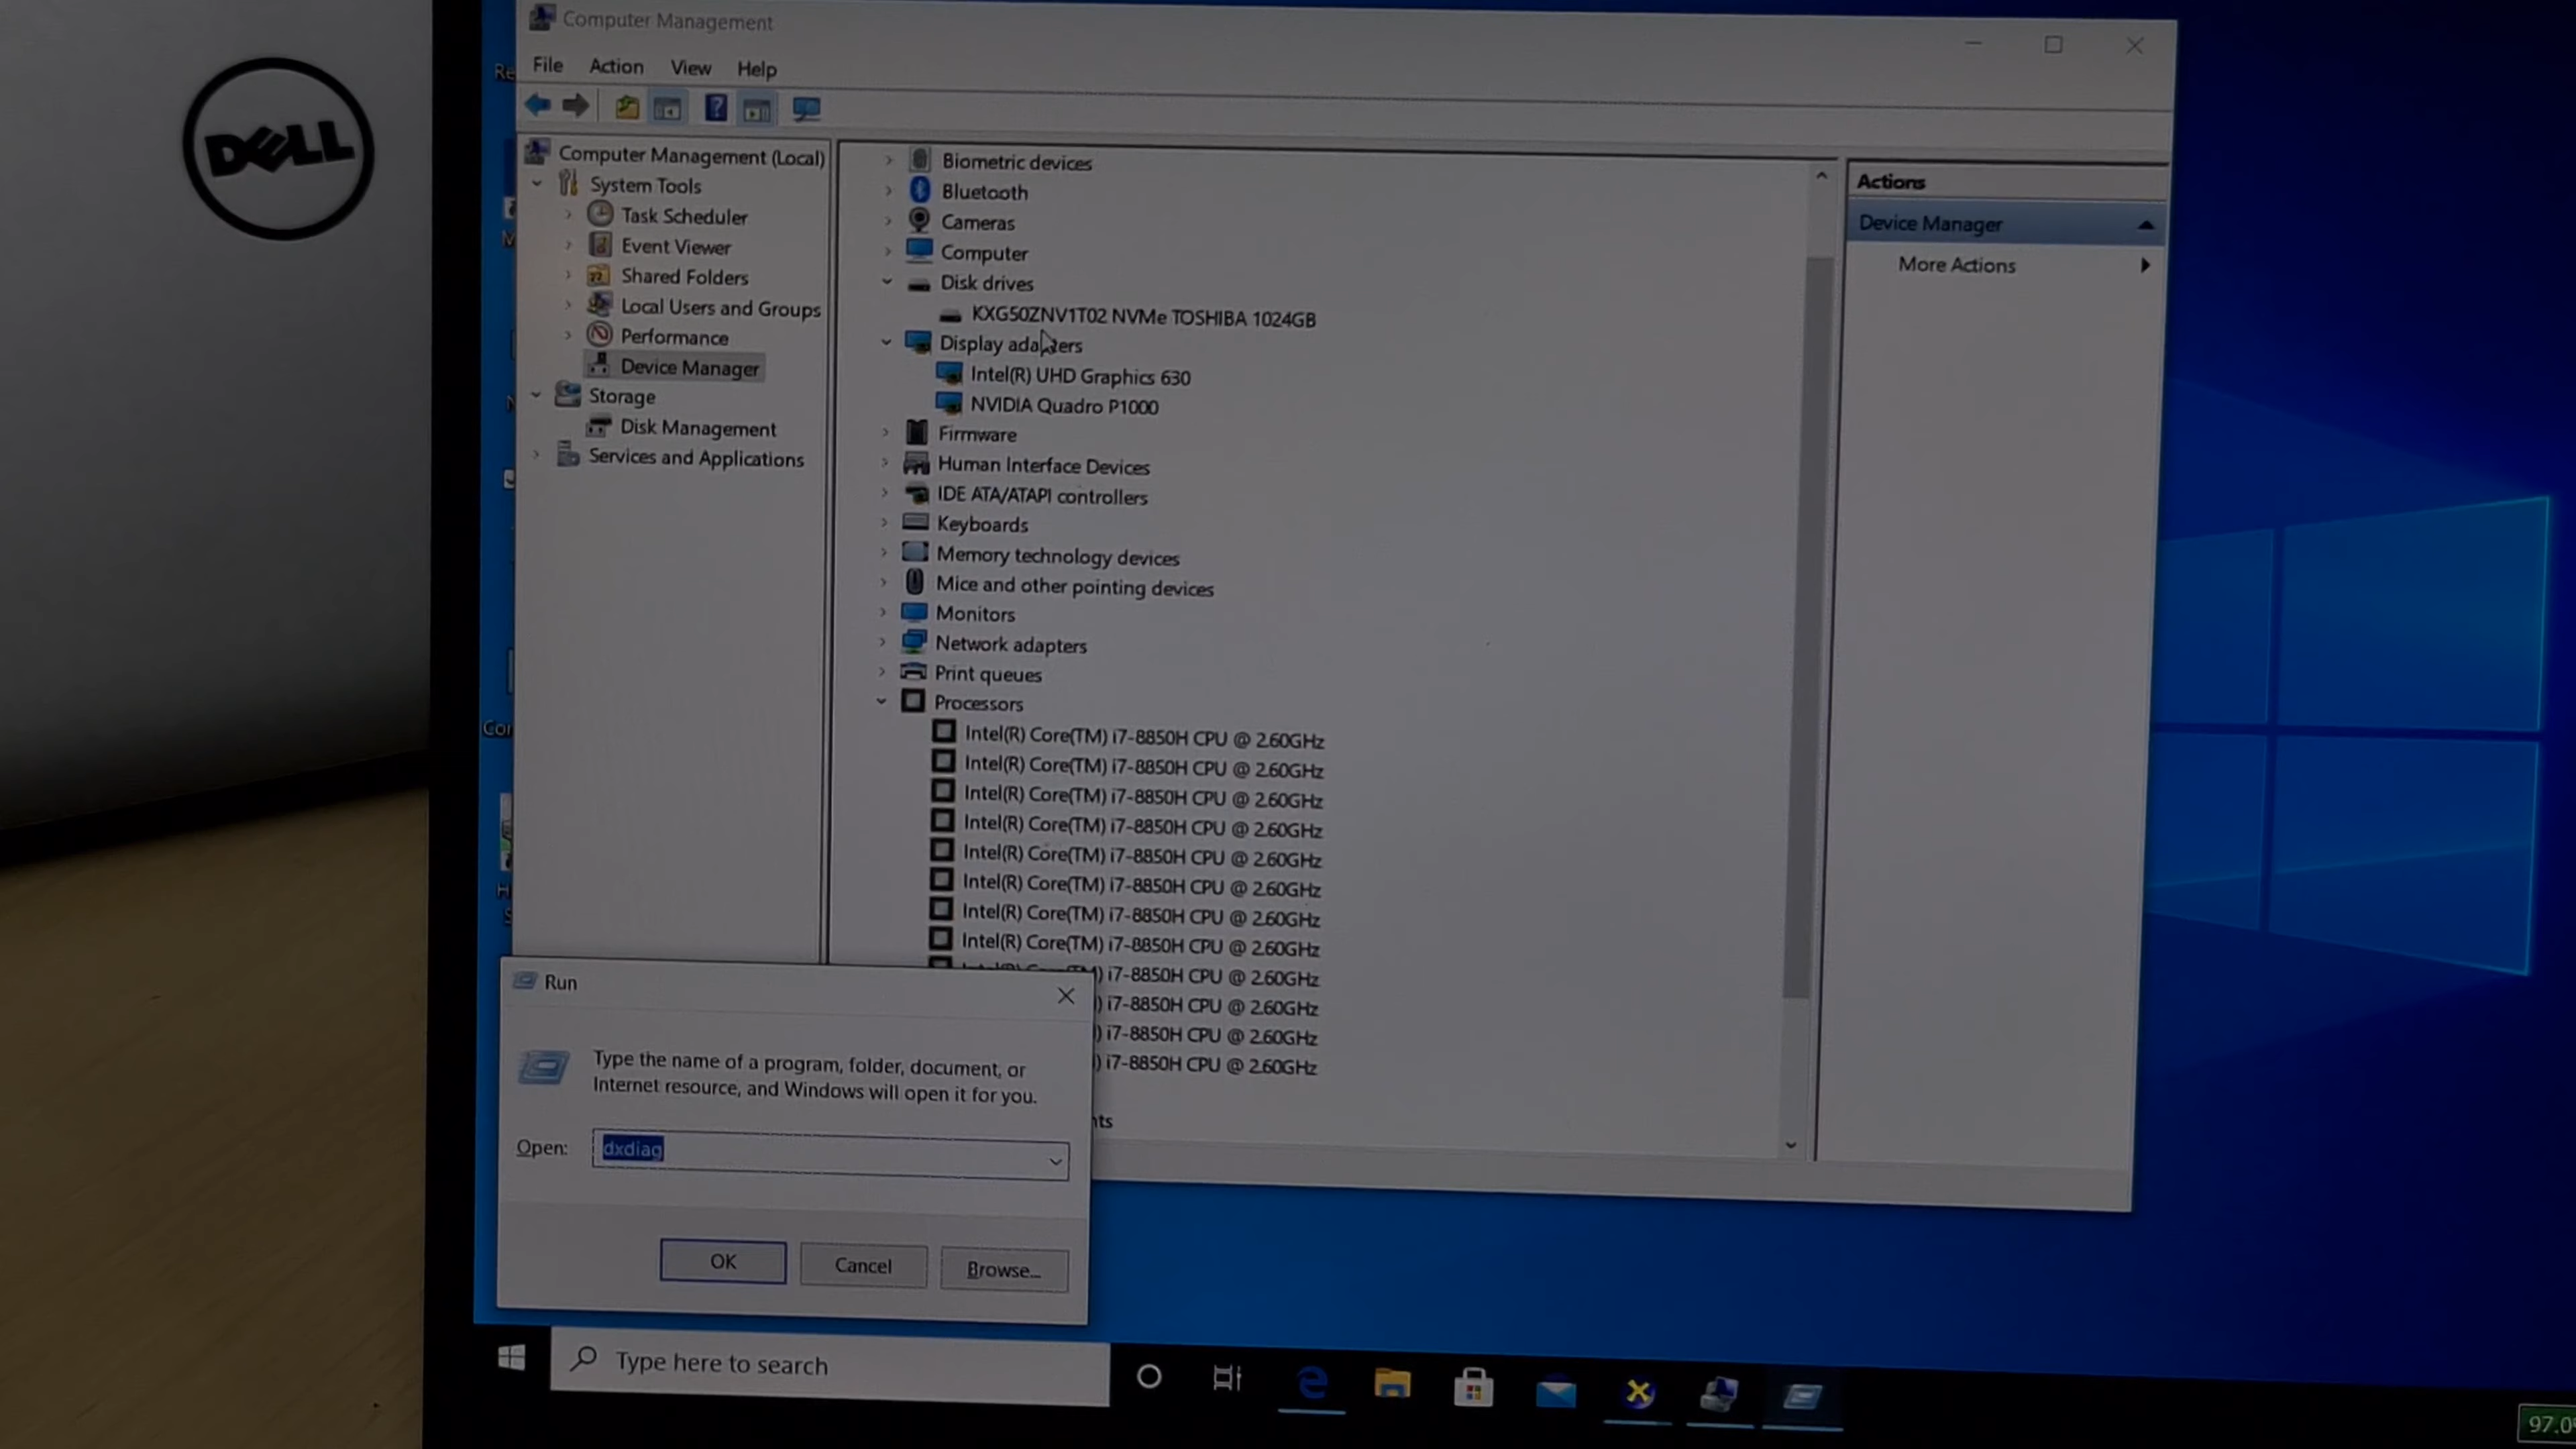 DELL
Computer Management
File Action View Help
Computer Management (Local)
System Tools
Task Scheduler
Event Viewer
Shared Folders
Local Users and Groups
Performance
Device Manager
Storage
Disk Management
Services and Applications
Biometric devices
Bluetooth
Cameras
Computer
Disk drives
KXG50ZNV1T02 NVMe TOSHIBA 1024GB
Display adapters
Intel(R) UHD Graphics 630
NVIDIA Quadro P1000
Firmware
Human Interface Devices
IDE ATA/ATAPI controllers
Keyboards
Memory technology devices
Mice and other pointing devices
Monitors
Network adapters
Print queues
Processors
Intel(R) Core(TM) i7-8850H CPU @ 2.60GHz
Intel(R) Core(TM) i7-8850H CPU @ 2.60GHz
Intel(R) Core(TM) i7-8850H CPU @ 2.60GHz
Intel(R) Core(TM) i7-8850H CPU @ 2.60GHz
Intel(R) Core(TM) i7-8850H CPU @ 2.60GHz
Intel(R) Core(TM) i7-8850H CPU @ 2.60GHz
Intel(R) Core(TM) i7-8850H CPU @ 2.60GHz
Intel(R) Core(TM) i7-8850H CPU @ 2.60GHz
) i7-8850H CPU @ 2.60GHz
) i7-8850H CPU @ 2.60GHz
) i7-8850H CPU @ 2.60GHz
) i7-8850H CPU @ 2.60GHz
nts
Actions
Device Manager
More Actions
Run
Type the name of a program, folder, document, or
Internet resource, and Windows will open it for you.
Open: dxdiag
OK Cancel Browse...
Type here to search
97.0